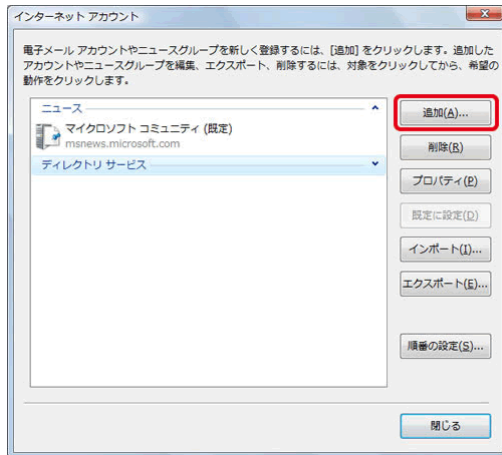 インターネット アカウント
電子メール アカウントやニュースグループを新しく登録するには、[追加] をクリックします。追加した
アカウントやニュースグループを編集、エクスポート、削除するには、対象をクリックしてから、希望の
動作をクリックします。
ニュース
マイクロソフト コミュニティ (既定)
msnews.microsoft.com
ディレクトリ サービス
追加(A)...
削除(R)
プロパティ(P)
既定に設定(D)
インポート(I)...
エクスポート(E)...
順番の設定(S)...
閉じる